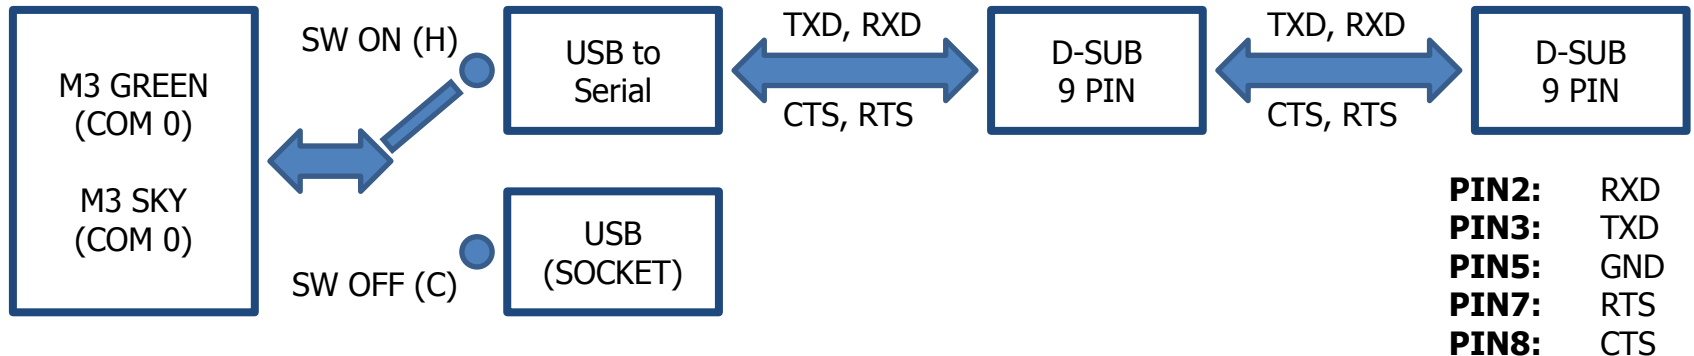 M3 GREEN
(COM 0)
M3 SKY
(COM 0)
SW ON (H)
SW OFF (C)
USB to
Serial
USB
(SOCKET)
TXD, RXD
CTS, RTS
D-SUB
9 PIN
TXD, RXD
CTS, RTS
D-SUB
9 PIN
PIN2: RXD
PIN3: TXD
PIN5: GND
PIN7: RTS
PIN8: CTS